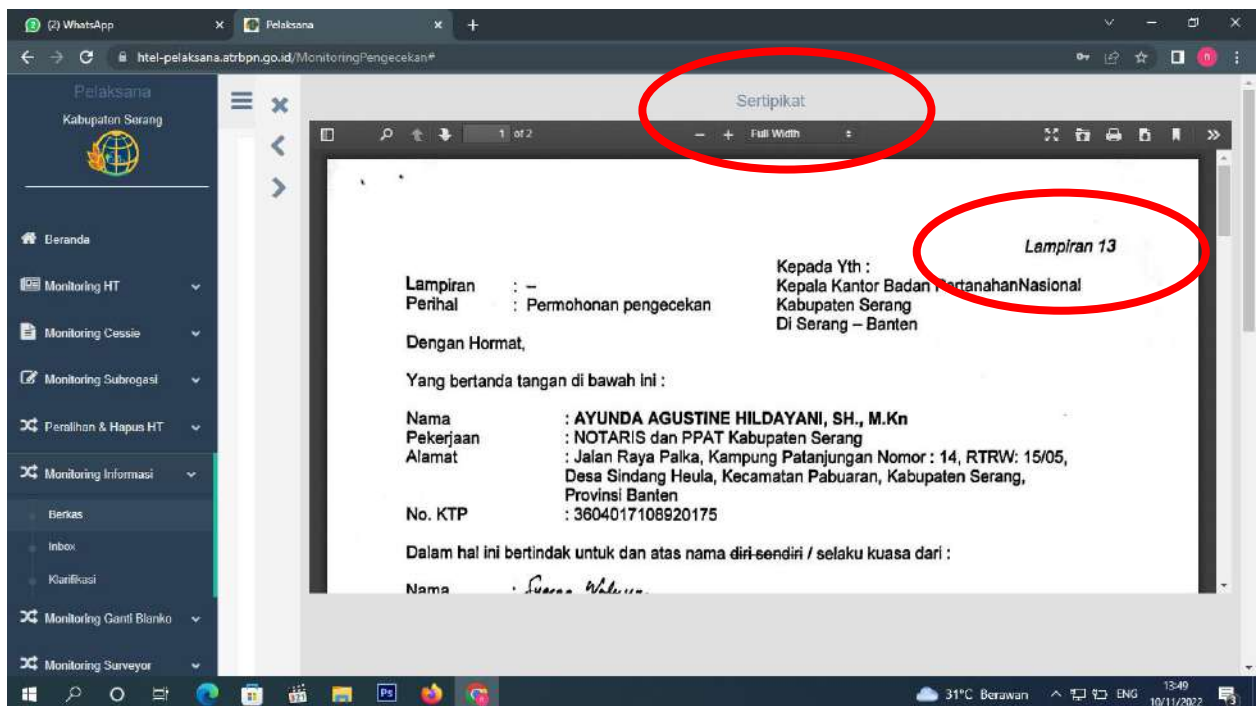 (2) WhatsApp
Pelaksana
htel-pelaksana.atrbpn.go.id/MonitoringPengecekan#
Pelaksana
Kabupaten Serang
Beranda
Monitoring HT
Monitoring Cessie
Monitoring Subrogasi
Peralihan & Hapus HT
Monitoring Informasi
Berkas
Inbox
Klarifikasi
Monitoring Ganti Blanko
Monitoring Surveyor
Sertipikat
1 of 2
Full Width
Lampiran 13
Kepada Yth :
Lampiran : – Kepala Kantor Badan PertanahanNasional
Perihal : Permohonan pengecekan Kabupaten Serang
Di Serang – Banten
Dengan Hormat,
Yang bertanda tangan di bawah ini :
Nama : AYUNDA AGUSTINE HILDAYANI, SH., M.Kn
Pekerjaan : NOTARIS dan PPAT Kabupaten Serang
Alamat : Jalan Raya Palka, Kampung Patanjungan Nomor : 14, RTRW: 15/05,
Desa Sindang Heula, Kecamatan Pabuaran, Kabupaten Serang,
Provinsi Banten
No. KTP : 3604017108920175
Dalam hal ini bertindak untuk dan atas nama diri sendiri / selaku kuasa dari :
Nama :
31°C Berawan
ENG
13:49
10/11/2022